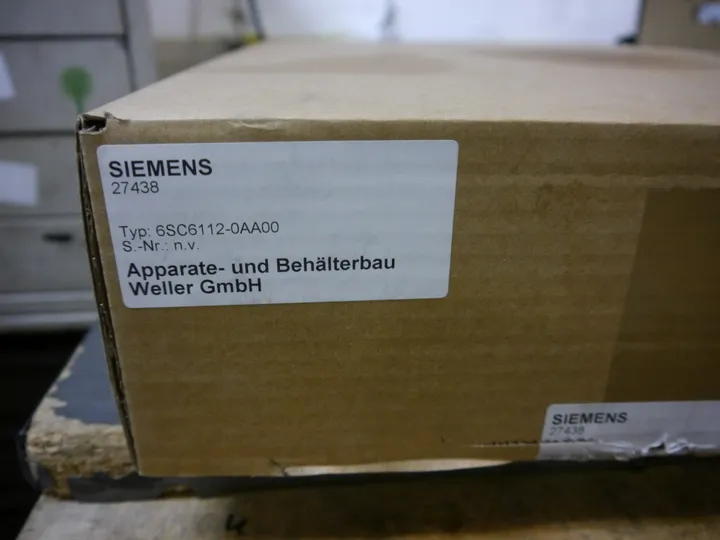 SIEMENS
27438
Typ: 6SC6112-0AA00
S.-Nr.: n.v.
Apparate- und Behälterbau
Weller GmbH
SIEMENS
27438